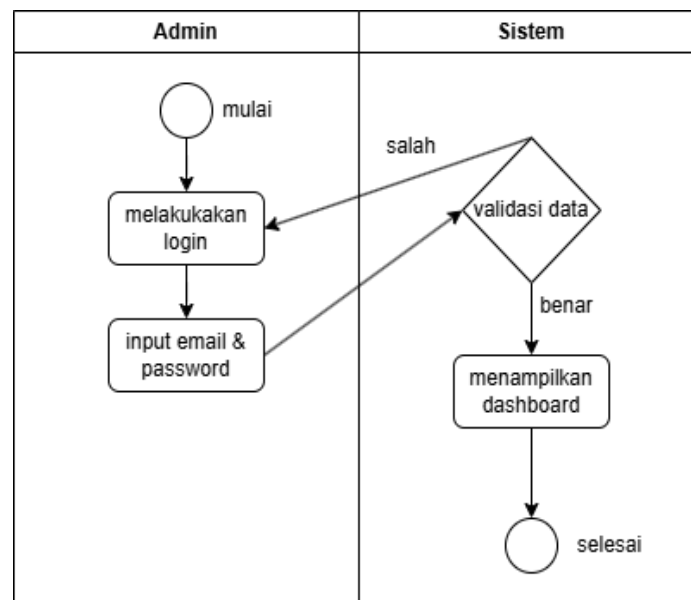 Admin
Sistem
mulai
salah
melakukakan
login
validasi data
input email &
password
benar
menampilkan
dashboard
selesai